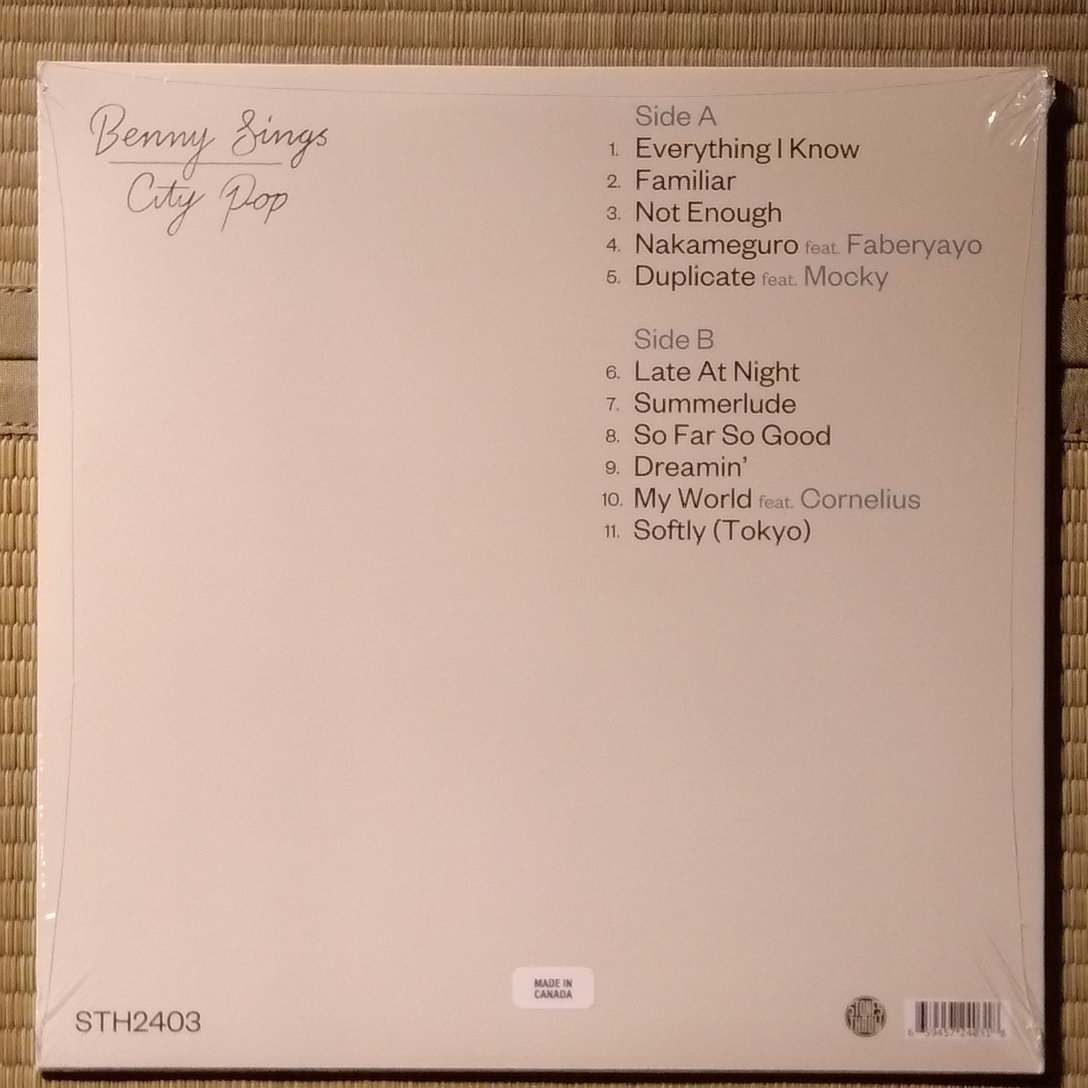 Benny Sings
City Pop
Side A
1. Everything I Know
2. Familiar
3. Not Enough
4. Nakameguro feat. Faberyayo
5. Duplicate feat. Mocky
Side B
6. Late At Night
7. Summerlude
8. So Far So Good
9. Dreamin’
10. My World feat. Cornelius
11. Softly (Tokyo)
MADE IN
CANADA
STH2403
STONES
THROW